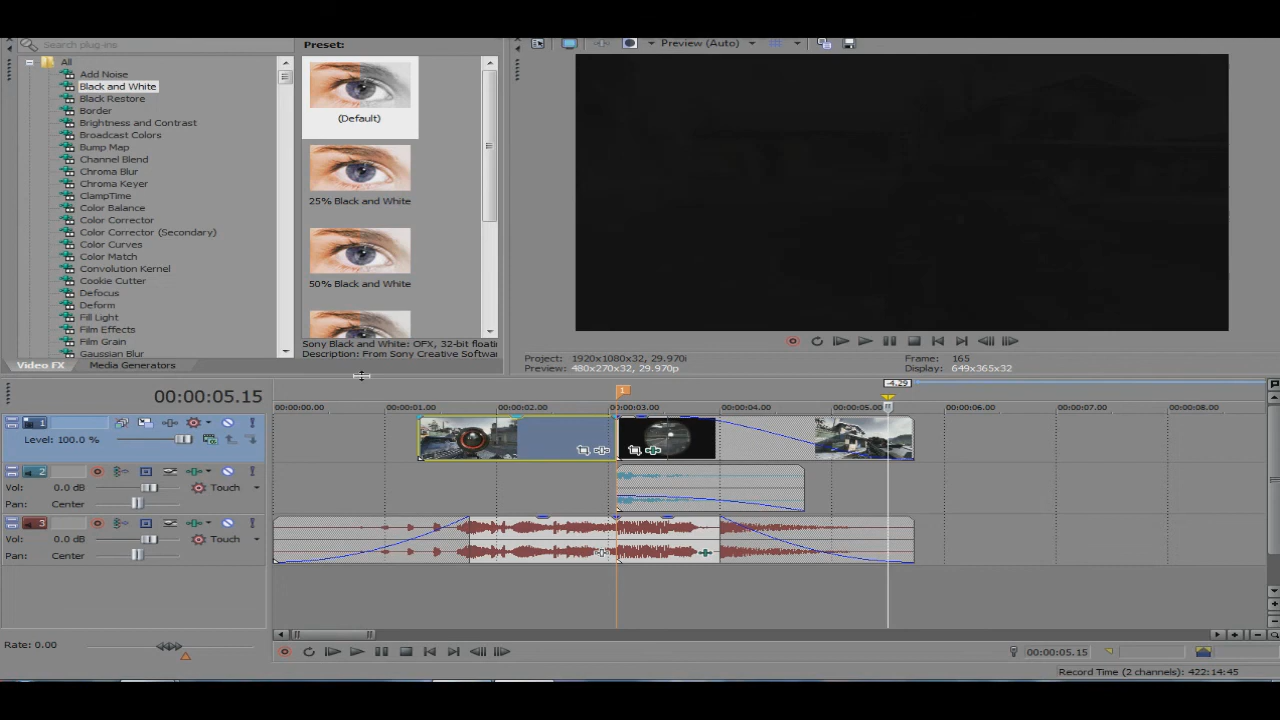 Search plug-ins
All
Add Noise
Black and White
Black Restore
Border
Brightness and Contrast
Broadcast Colors
Bump Map
Channel Blend
Chroma Blur
Chroma Keyer
ClampTime
Color Balance
Color Corrector
Color Corrector (Secondary)
Color Curves
Color Match
Convolution Kernel
Cookie Cutter
Defocus
Deform
Fill Light
Film Effects
Film Grain
Gaussian Blur
Video FX
Media Generators
Preset:
(Default)
25% Black and White
50% Black and White
Sony Black and White: OFX, 32-bit floati
Description: From Sony Creative Softwar
Preview (Auto)
Project: 1920x1080x32, 29.970i
Preview: 480x270x32, 29.970p
Frame: 165
Display: 649x365x32
00:00:05.15
1
-4.29
00:00:00.00
00:00:01.00
00:00:02.00
00:00:03.00
00:00:04.00
00:00:05.00
00:00:06.00
00:00:07.00
00:00:08.00
1
Level: 100.0 %
2
Vol: 0.0 dB Touch
Pan: Center
3
Vol: 0.0 dB Touch
Pan: Center
Rate: 0.00
00:00:05.15
Record Time (2 channels): 422:14:45